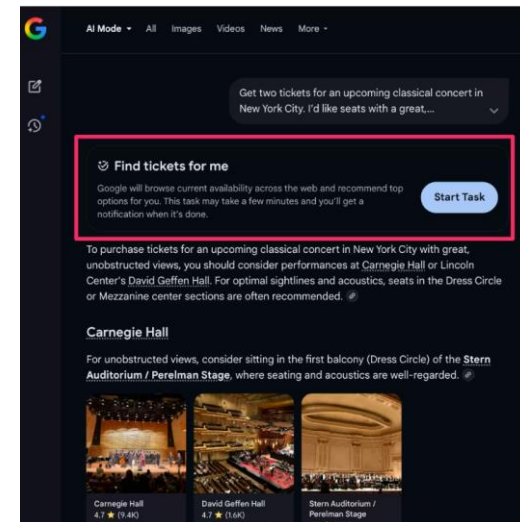 AI Mode All Images Videos News More
Get two tickets for an upcoming classical concert in
New York City. I'd like seats with a great,...
Find tickets for me
Google will browse current availability across the web and recommend top
options for you. This task may take a few minutes and you'll get a
notification when it's done.
Start Task
To purchase tickets for an upcoming classical concert in New York City with great,
unobstructed views, you should consider performances at Carnegie Hall or Lincoln
Center's David Geffen Hall. For optimal sightlines and acoustics, seats in the Dress Circle
or Mezzanine center sections are often recommended.
Carnegie Hall
For unobstructed views, consider sitting in the first balcony (Dress Circle) of the Stern
Auditorium / Perelman Stage, where seating and acoustics are well-regarded.
Carnegie Hall
4.7 ★ (9.4K)
David Geffen Hall
4.7 ★ (1.6K)
Stern Auditorium /
Perelman Stage